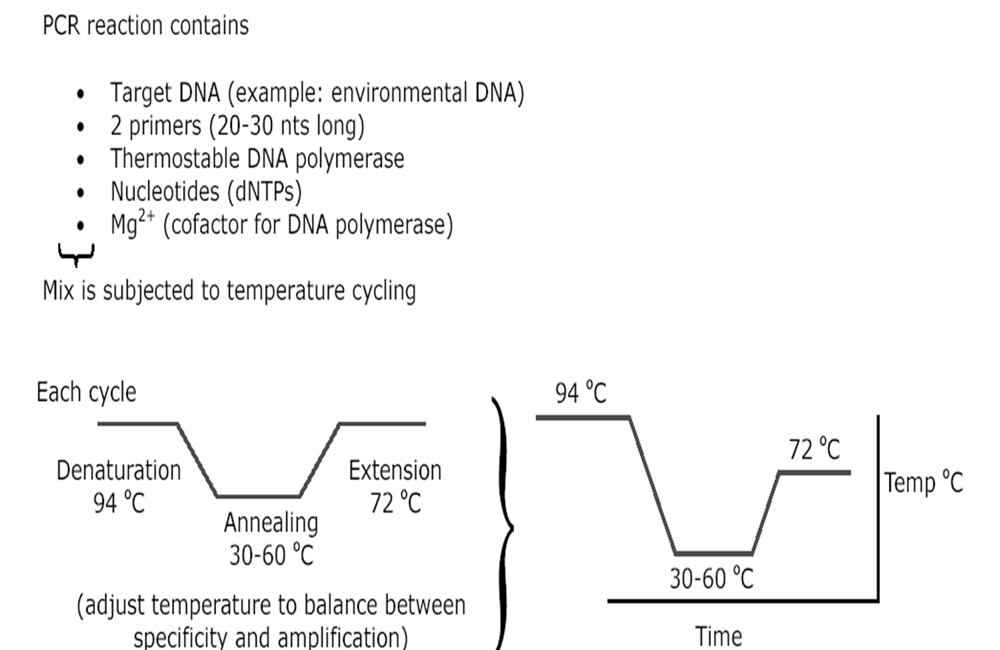 PCR reaction contains
• Target DNA (example: environmental DNA)
• 2 primers (20-30 nts long)
• Thermostable DNA polymerase
• Nucleotides (dNTPs)
• Mg²⁺ (cofactor for DNA polymerase)
Mix is subjected to temperature cycling
Each cycle
Denaturation
94 °C
Annealing
30-60 °C
Extension
72 °C
(adjust temperature to balance between
specificity and amplification)
94 °C
72 °C
30-60 °C
Temp °C
Time